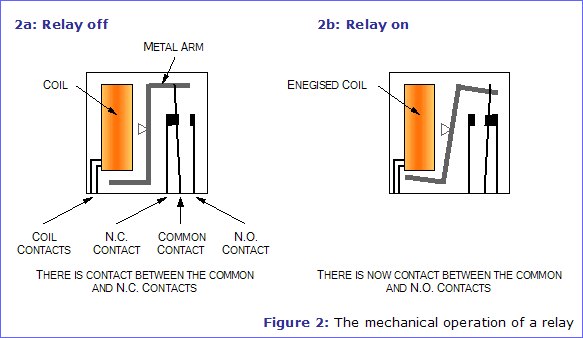 2a: Relay off
2b: Relay on
METAL ARM
COIL
ENEGISED COIL
COIL CONTACTS
N.C. CONTACT
COMMON CONTACT
N.O. CONTACT
THERE IS CONTACT BETWEEN THE COMMON
AND N.C. CONTACTS
THERE IS NOW CONTACT BETWEEN THE COMMON
AND N.O. CONTACTS
Figure 2: The mechanical operation of a relay